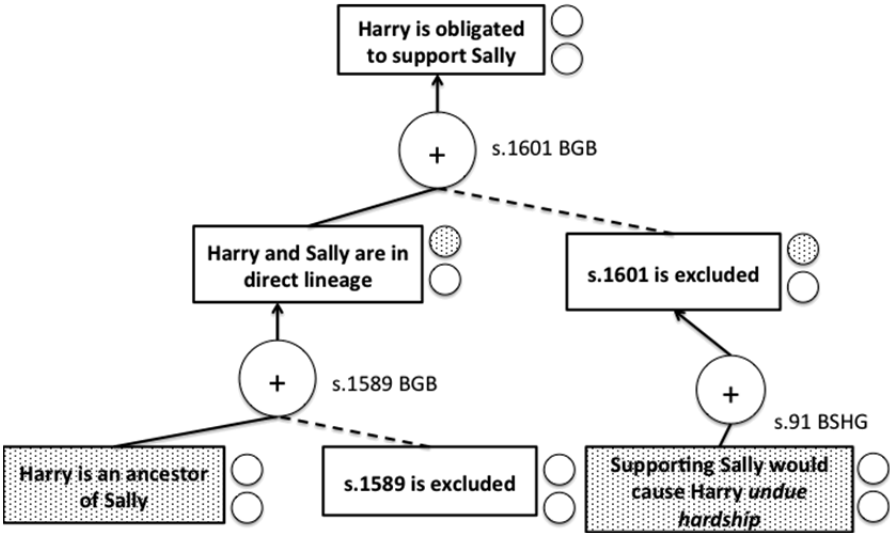 Harry is obligated
to support Sally
+
s.1601 BGB
Harry and Sally are in
direct lineage
s.1601 is excluded
+
s.1589 BGB
+
s.91 BSHG
Harry is an ancestor
of Sally
s.1589 is excluded
Supporting Sally would
cause Harry undue
hardship